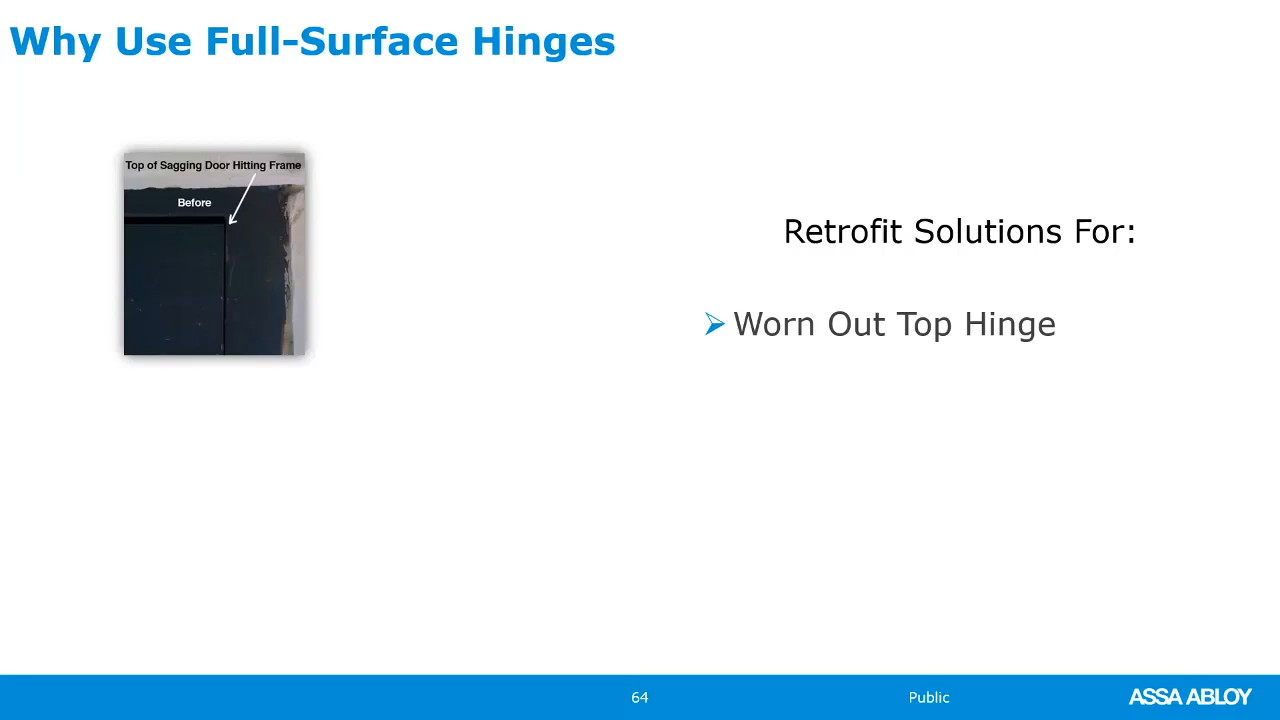 Why Use Full-Surface Hinges
Top of Sagging Door Hitting Frame
Before
Retrofit Solutions For:
Worn Out Top Hinge
64
Public
ASSA ABLOY